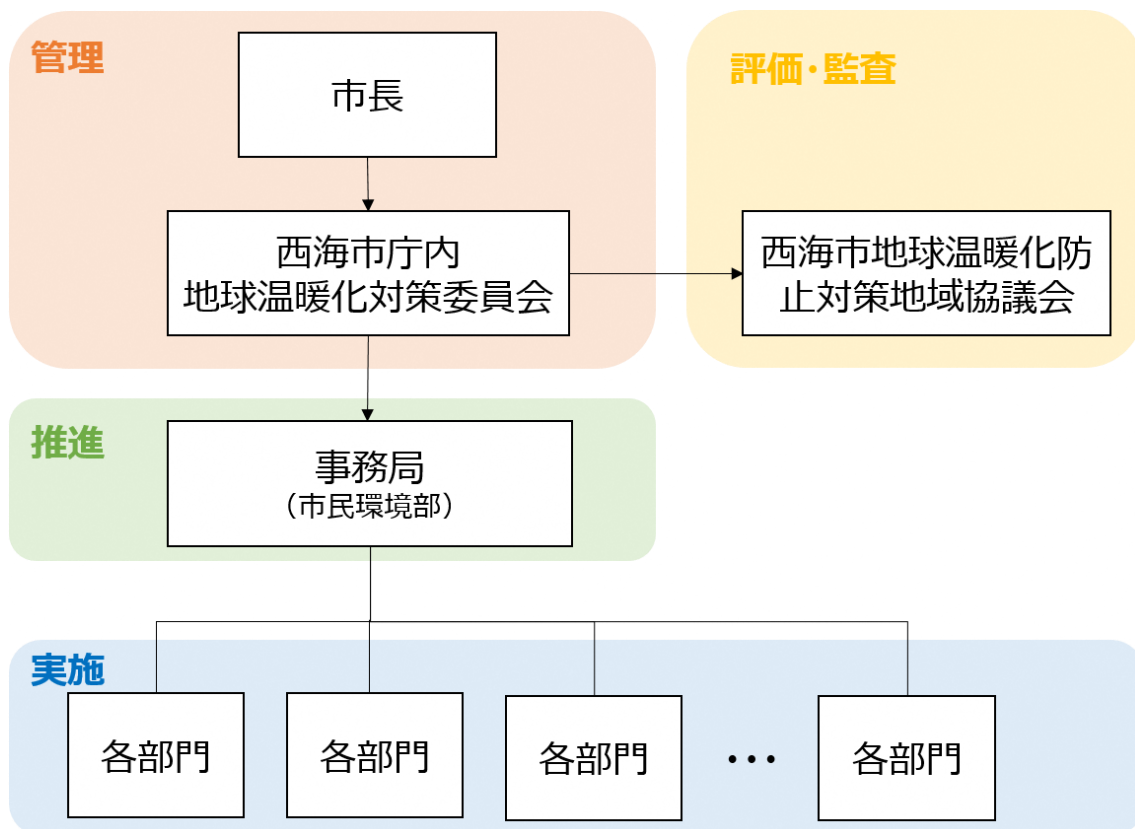 管理
市長
西海市庁内
地球温暖化対策委員会
評価・監査
西海市地球温暖化防
止対策地域協議会
推進
事務局
（市民環境部）
実施
各部門
各部門
各部門
・・・
各部門